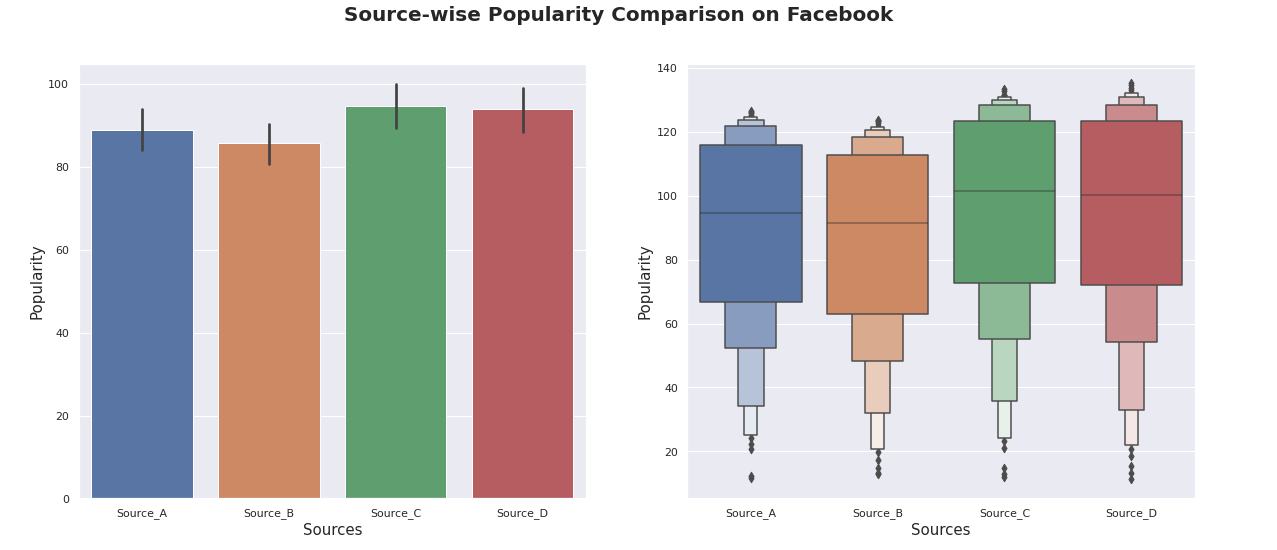 Source-wise Popularity Comparison on Facebook
100
80
60
40
20
0
Popularity
Source_A Source_B Source_C Source_D
Sources
140
120
100
80
60
40
20
Popularity
Source_A Source_B Source_C Source_D
Sources